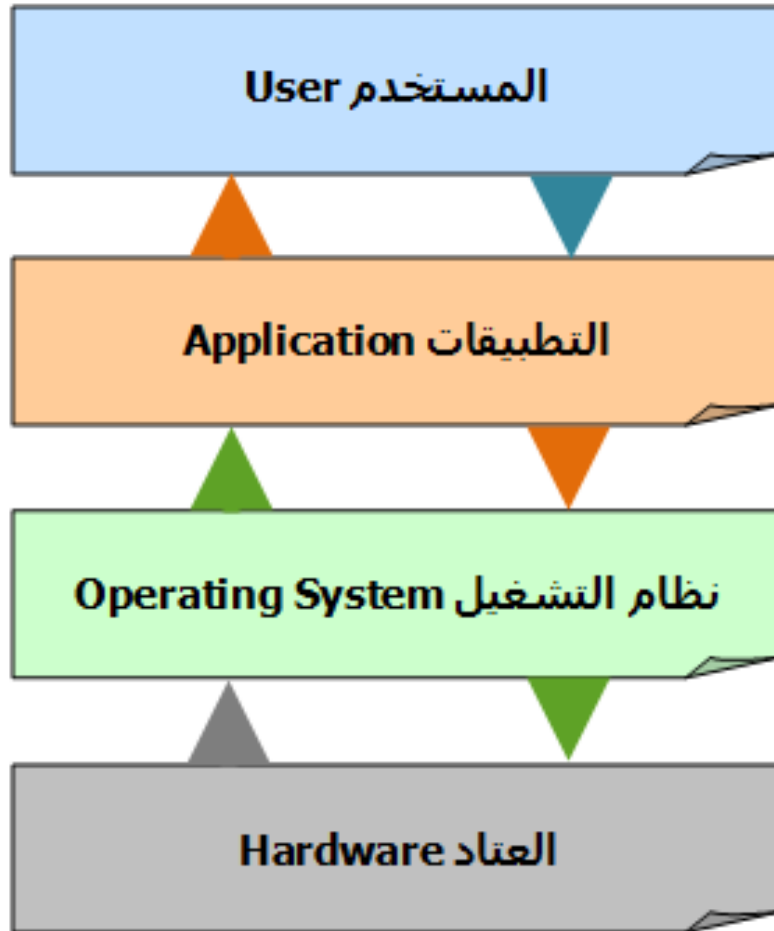 المستخدم User
التطبيقات Application
نظام التشغيل Operating System
العتاد Hardware